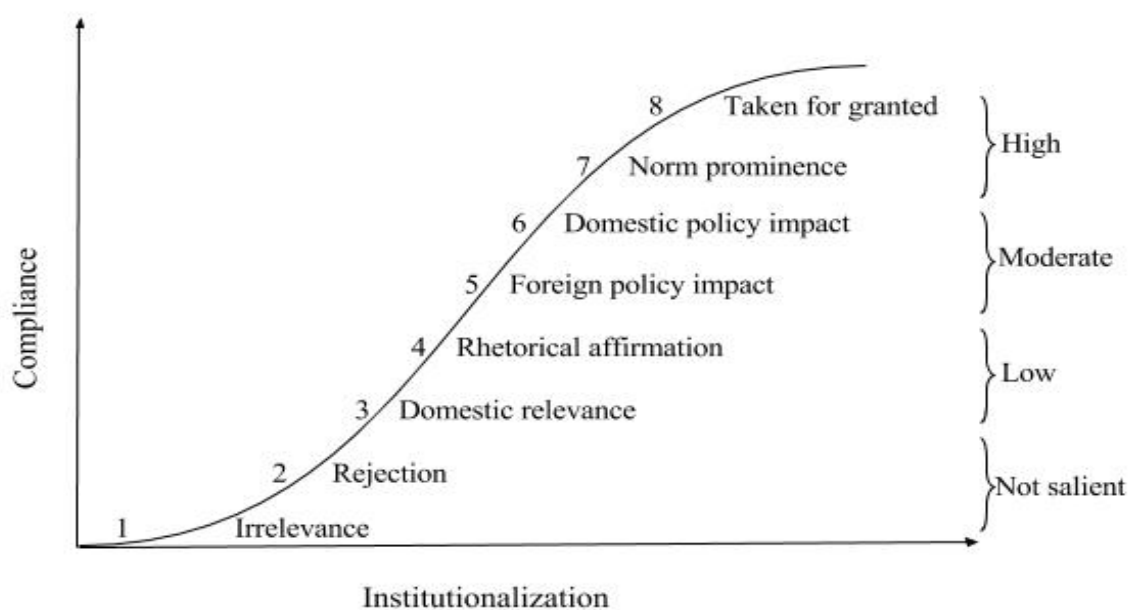 8 Taken for granted
High
7 Norm prominence
6 Domestic policy impact
Moderate
5 Foreign policy impact
4 Rhetorical affirmation
Low
3 Domestic relevance
2 Rejection
Not salient
1 Irrelevance
Compliance
Institutionalization